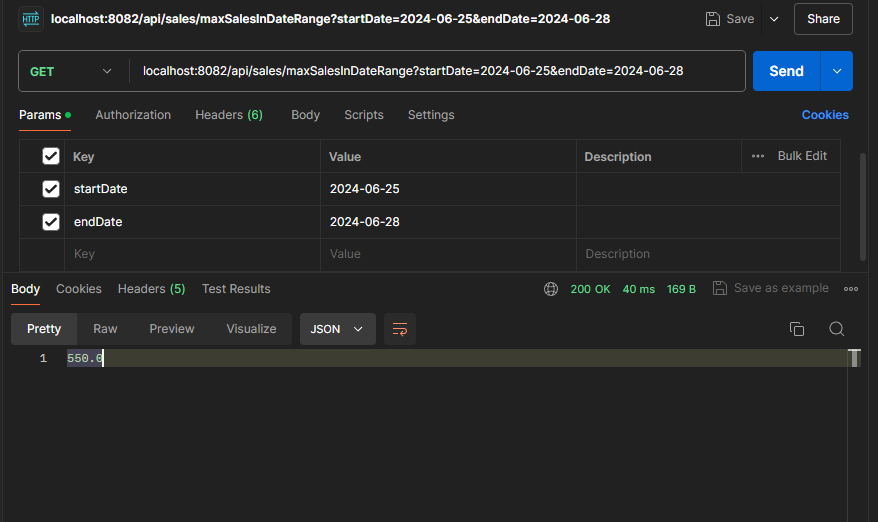 HTTP localhost:8082/api/sales/maxSalesInDateRange?startDate=2024-06-25&endDate=2024-06-28 Save Share
GET localhost:8082/api/sales/maxSalesInDateRange?startDate=2024-06-25&endDate=2024-06-28 Send
Params Authorization Headers (6) Body Scripts Settings Cookies
Key Value Description Bulk Edit
startDate 2024-06-25
endDate 2024-06-28
Key Value Description
Body Cookies Headers (5) Test Results 200 OK 40 ms 169 B Save as example
Pretty Raw Preview Visualize JSON
1 550.0